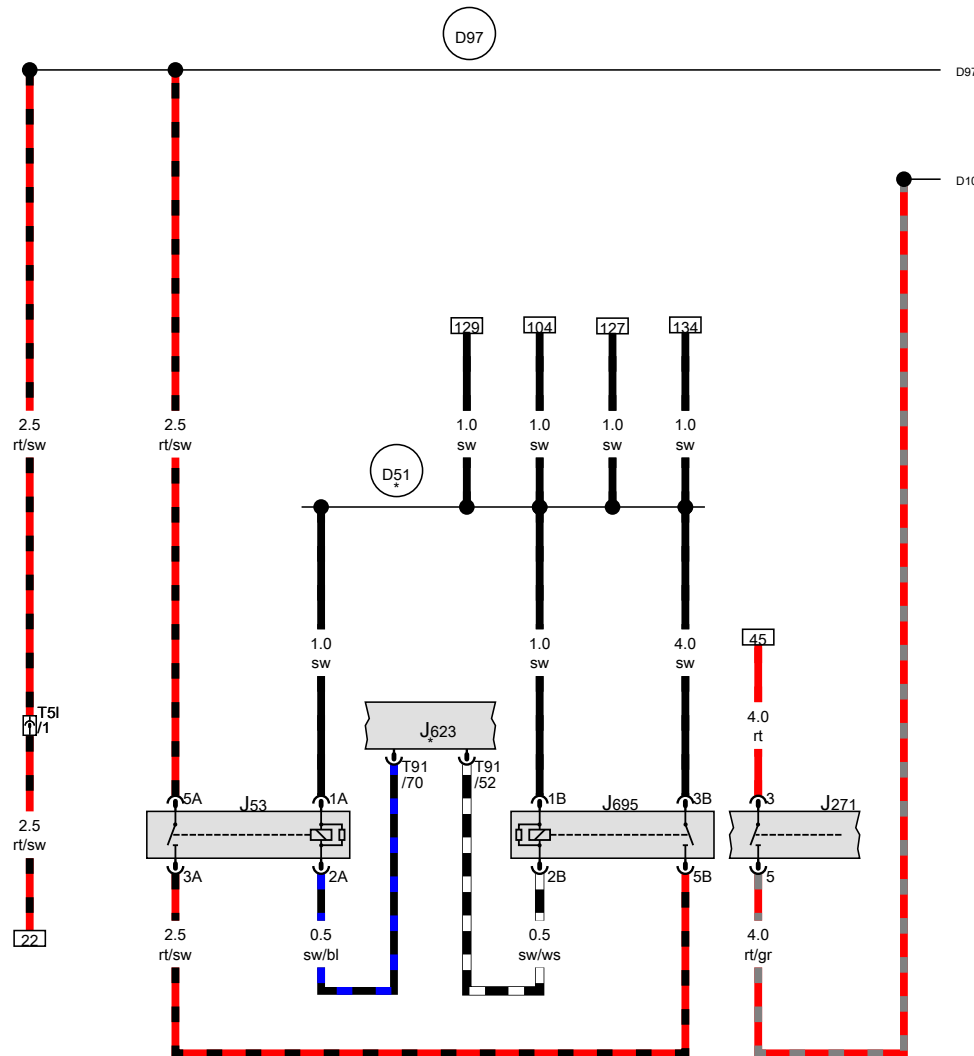 D97
D97
D10
129 104 127 134
2.5
rt/sw
2.5
rt/sw
1.0
sw
1.0
sw
1.0
sw
1.0
sw
D51
*
1.0
sw
1.0
sw
4.0
sw
45
T5l
/1
J623
*
4.0
rt
T91
/70
T91
/52
5A J53 1A
1B J695 3B
3 J271
2.5
rt/sw
3A 2A
2B 5B
5
22
2.5
rt/sw
0.5
sw/bl
0.5
sw/ws
4.0
rt/gr